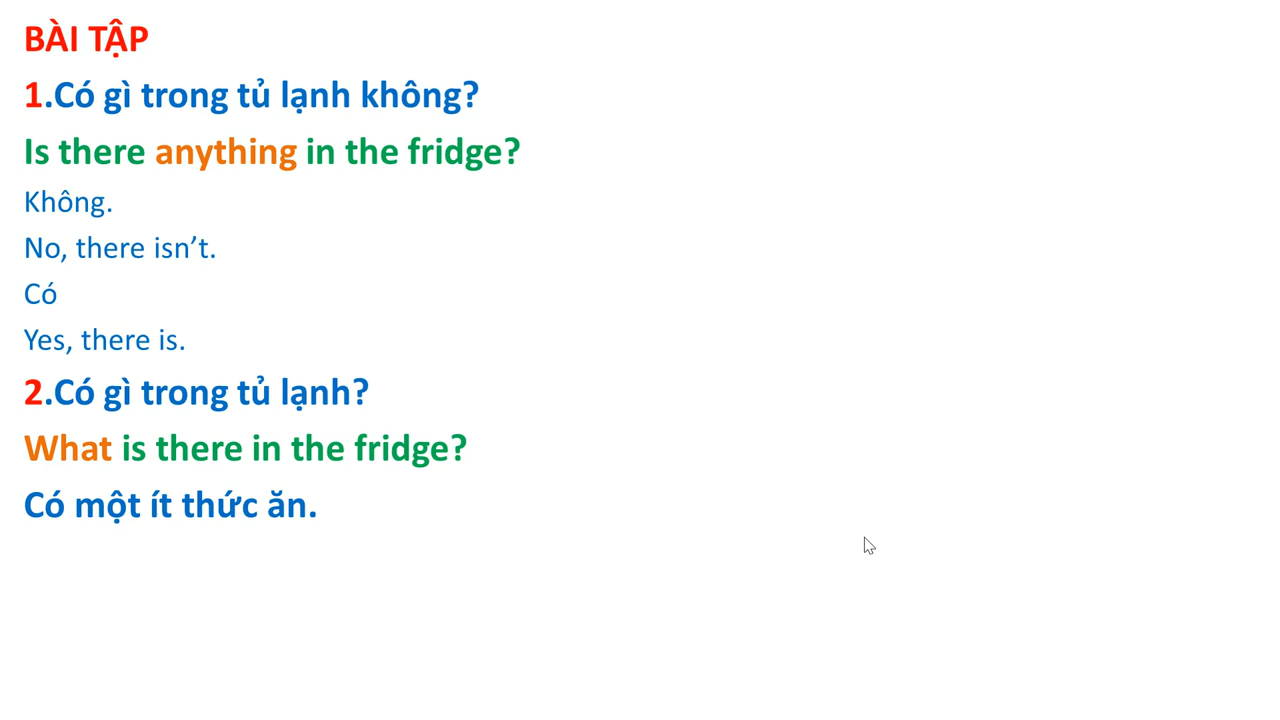 BÀI TẬP
1.Có gì trong tủ lạnh không?
Is there anything in the fridge?
Không.
No, there isn’t.
Có
Yes, there is.
2.Có gì trong tủ lạnh?
What is there in the fridge?
Có một ít thức ăn.